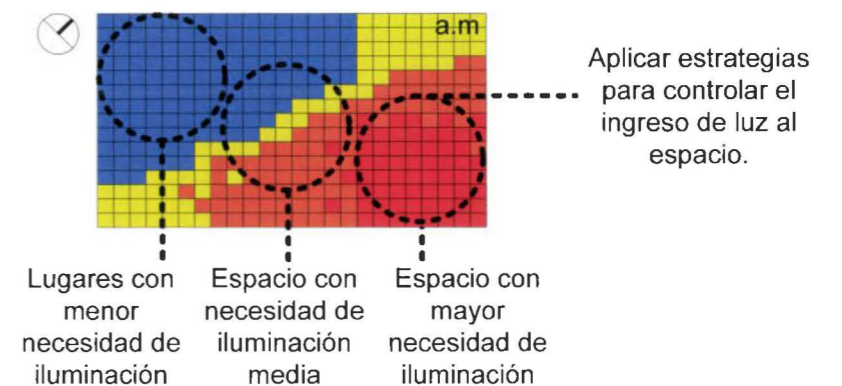 a.m
Aplicar estrategias
para controlar el
ingreso de luz al
espacio.
Lugares con
menor
necesidad de
iluminación
Espacio con
necesidad de
iluminación
media
Espacio con
mayor
necesidad de
iluminación